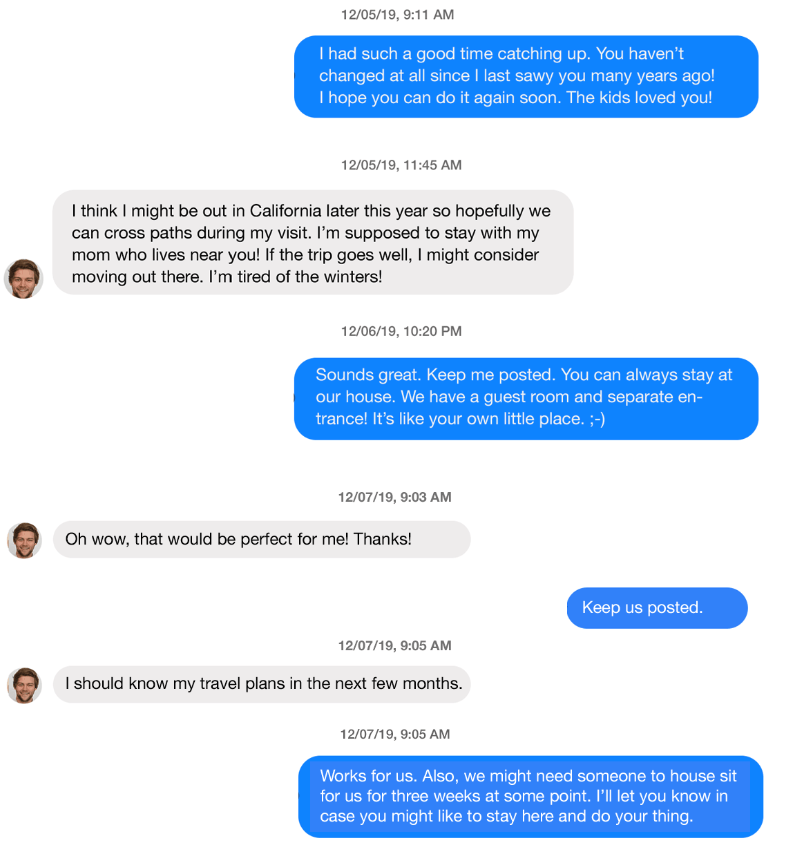 12/05/19, 9:11 AM
I had such a good time catching up. You haven’t
changed at all since I last sawy you many years ago!
I hope you can do it again soon. The kids loved you!
12/05/19, 11:45 AM
I think I might be out in California later this year so hopefully we
can cross paths during my visit. I’m supposed to stay with my
mom who lives near you! If the trip goes well, I might consider
moving out there. I’m tired of the winters!
12/06/19, 10:20 PM
Sounds great. Keep me posted. You can always stay at
our house. We have a guest room and separate en-
trance! It’s like your own little place. ;-)
12/07/19, 9:03 AM
Oh wow, that would be perfect for me! Thanks!
Keep us posted.
12/07/19, 9:05 AM
I should know my travel plans in the next few months.
12/07/19, 9:05 AM
Works for us. Also, we might need someone to house sit
for us for three weeks at some point. I’ll let you know in
case you might like to stay here and do your thing.